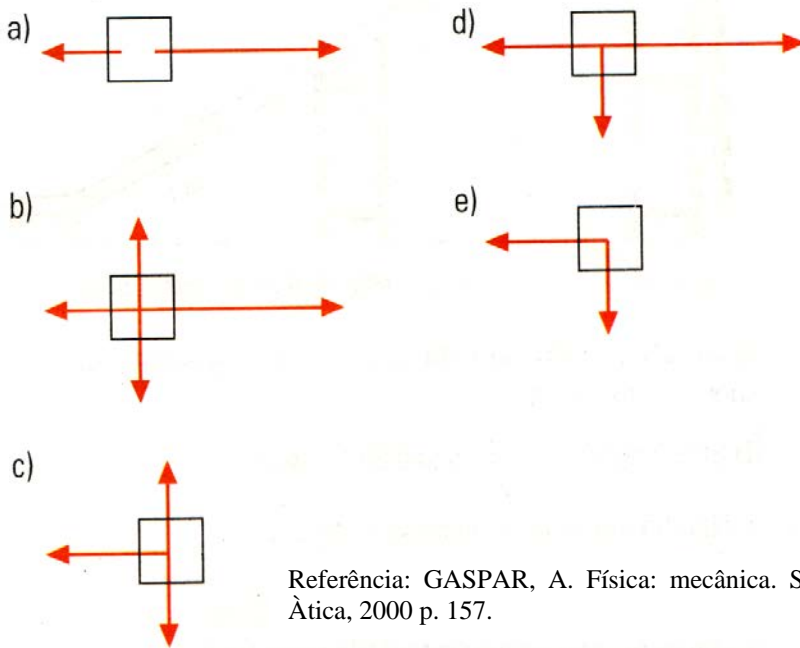 a)
d)
b)
e)
c)
Referência: GASPAR, A. Física: mecânica. S
Àtica, 2000 p. 157.